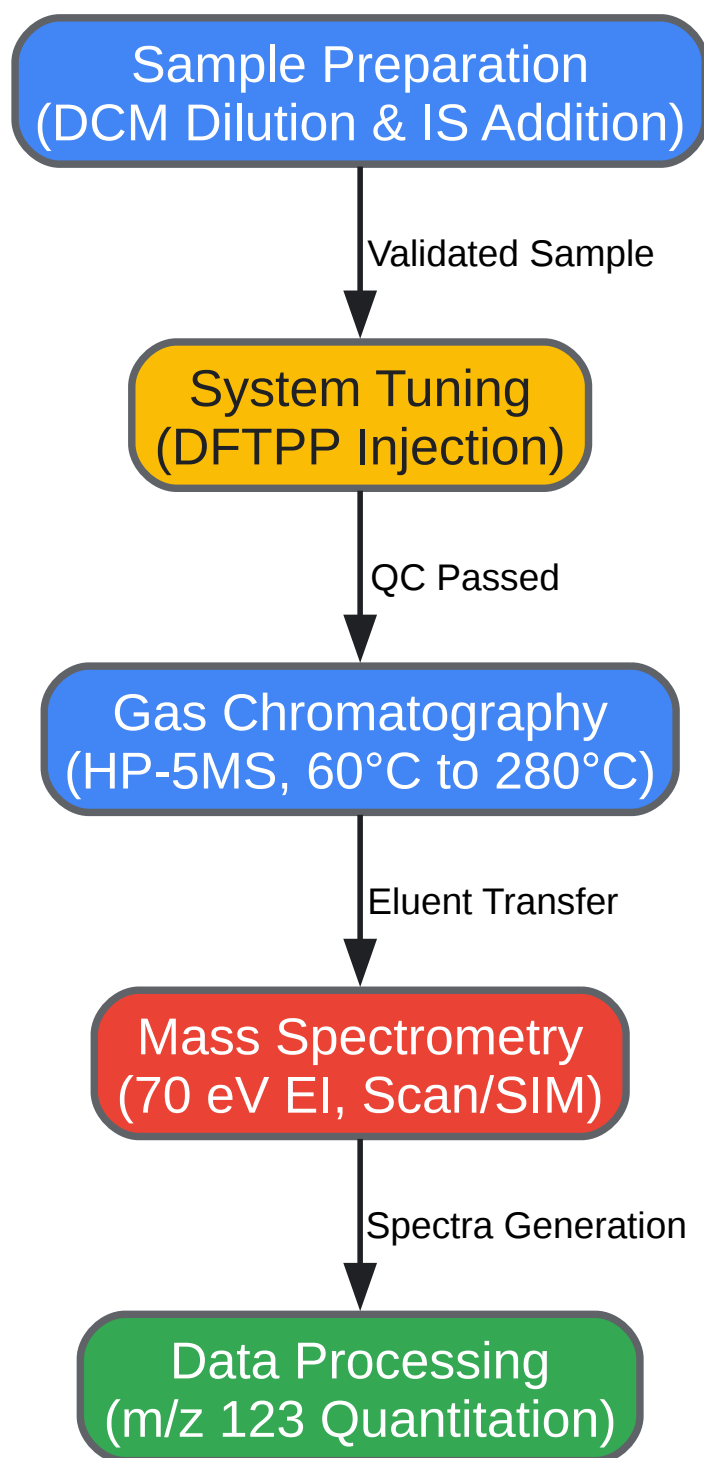 Sample Preparation
(DCM Dilution & IS Addition)
Validated Sample
System Tuning
(DFTPP Injection)
QC Passed
Gas Chromatography
(HP-5MS, 60°C to 280°C)
Eluent Transfer
Mass Spectrometry
(70 eV EI, Scan/SIM)
Spectra Generation
Data Processing
(m/z 123 Quantitation)